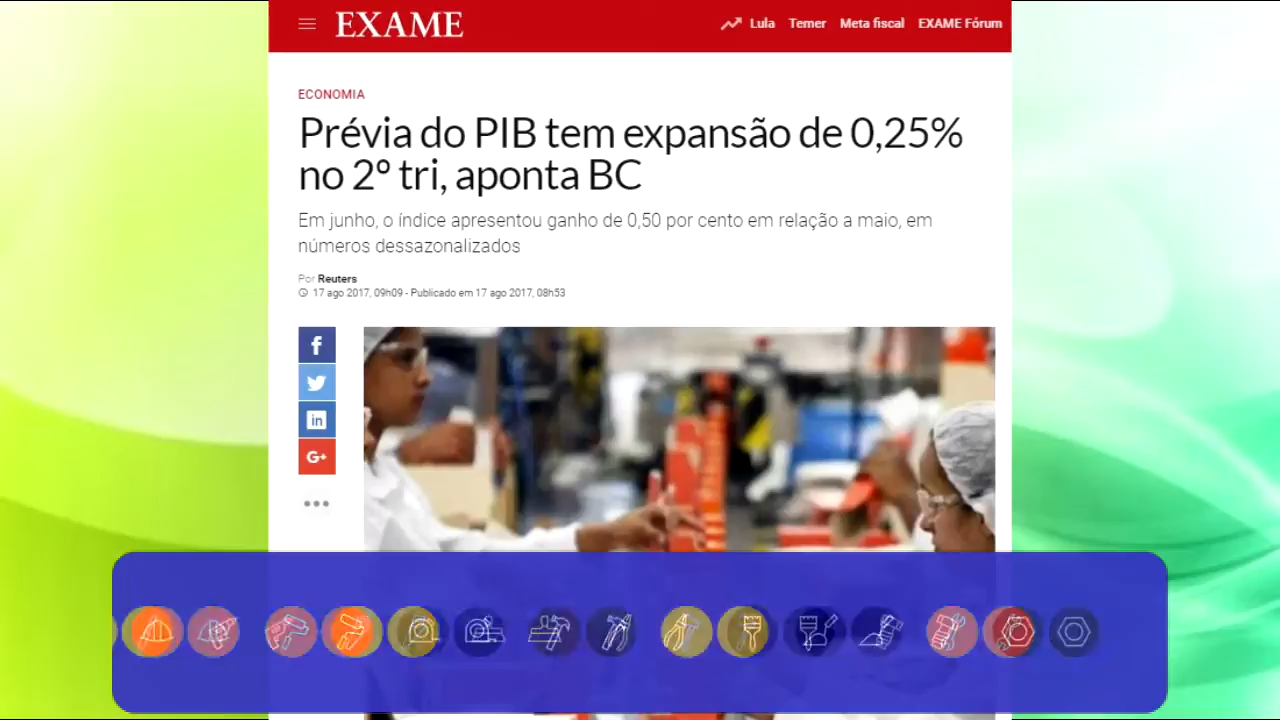 EXAME
Lula Temer Meta fiscal EXAME Fórum
ECONOMIA
Prévia do PIB tem expansão de 0,25%
no 2º tri, aponta BC
Em junho, o índice apresentou ganho de 0,50 por cento em relação a maio, em
números dessazonalizados
Por Reuters
17 ago 2017, 09h09 - Publicado em 17 ago 2017, 08h53
f
in
G+